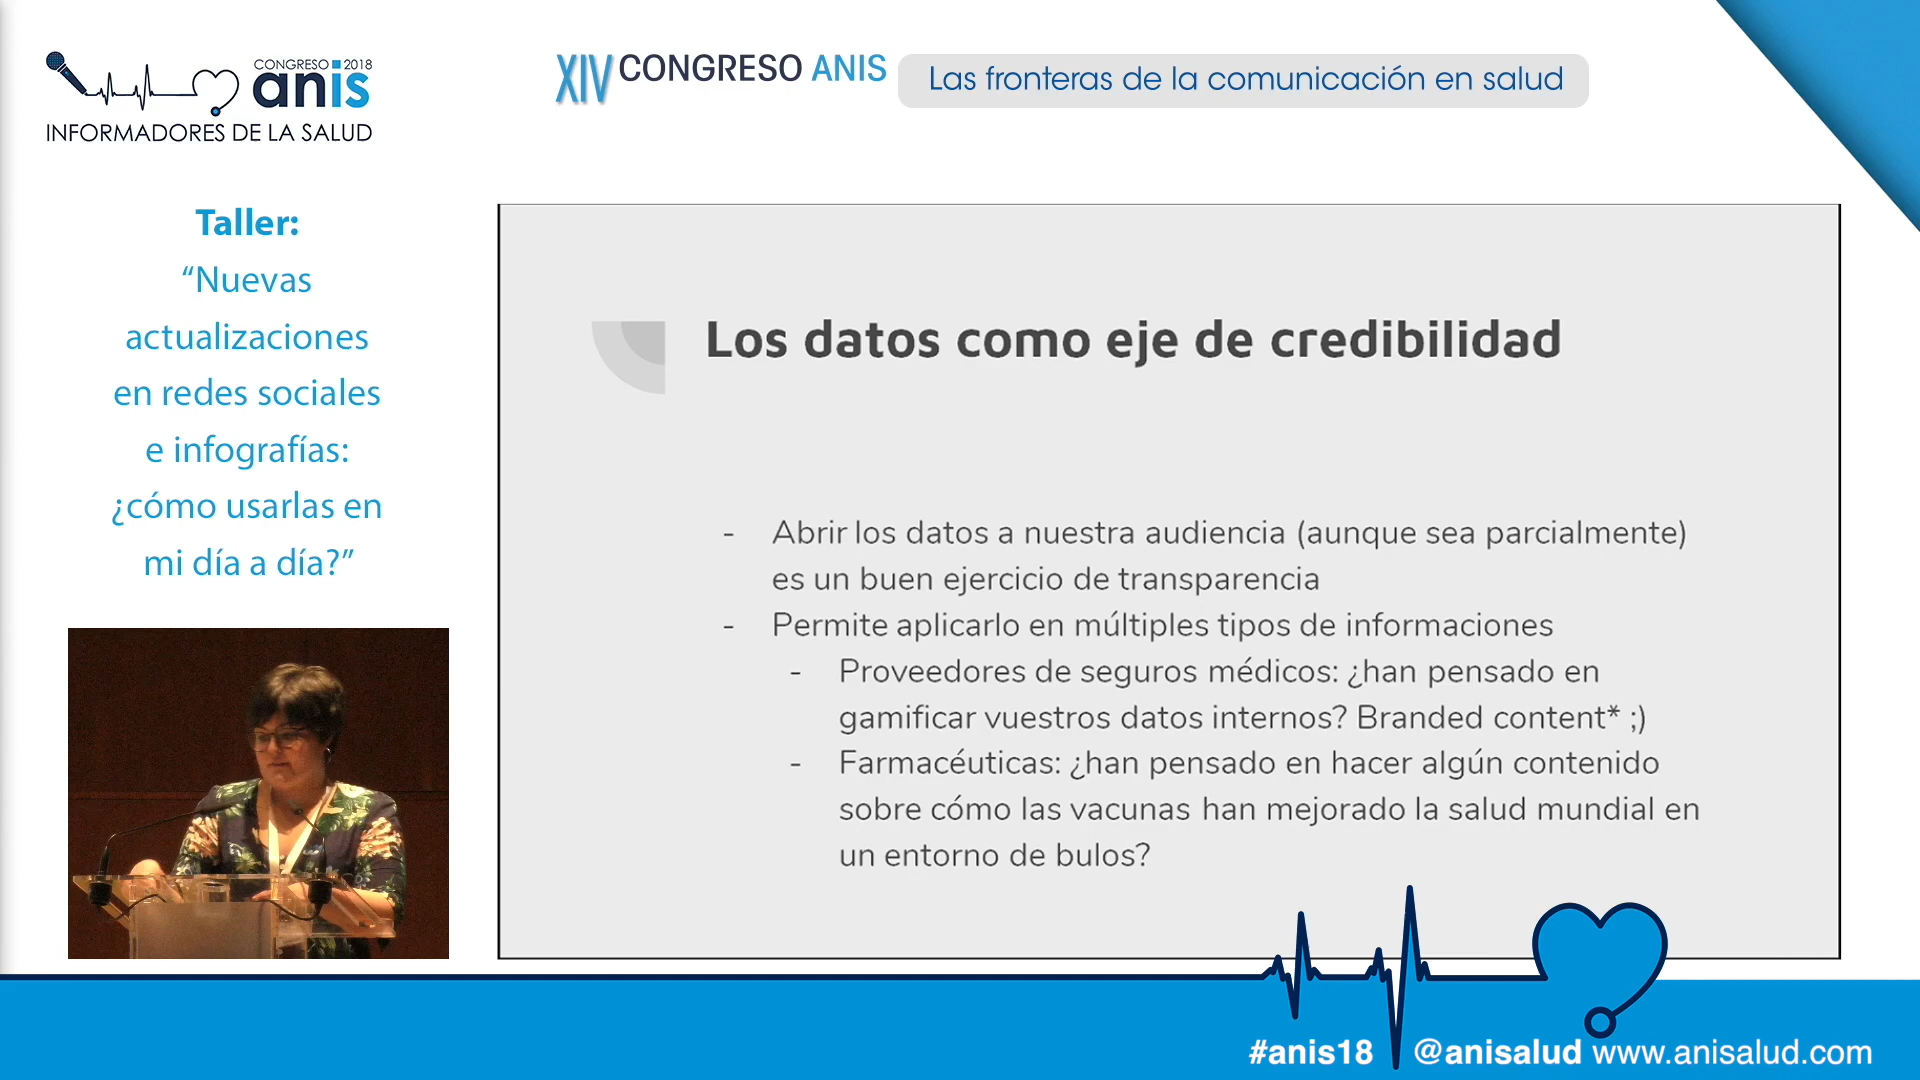 CONGRESO 2018
anis
INFORMADORES DE LA SALUD
XIV CONGRESO ANIS
Las fronteras de la comunicación en salud
Taller:
“Nuevas
actualizaciones
en redes sociales
e infografías:
¿cómo usarlas en
mi día a día?”
Los datos como eje de credibilidad
- Abrir los datos a nuestra audiencia (aunque sea parcialmente)
es un buen ejercicio de transparencia
- Permite aplicarlo en múltiples tipos de informaciones
- Proveedores de seguros médicos: ¿han pensado en
gamificar vuestros datos internos? Branded content* ;)
- Farmacéuticas: ¿han pensado en hacer algún contenido
sobre cómo las vacunas han mejorado la salud mundial en
un entorno de bulos?
#anis18 @anisalud www.anisalud.com